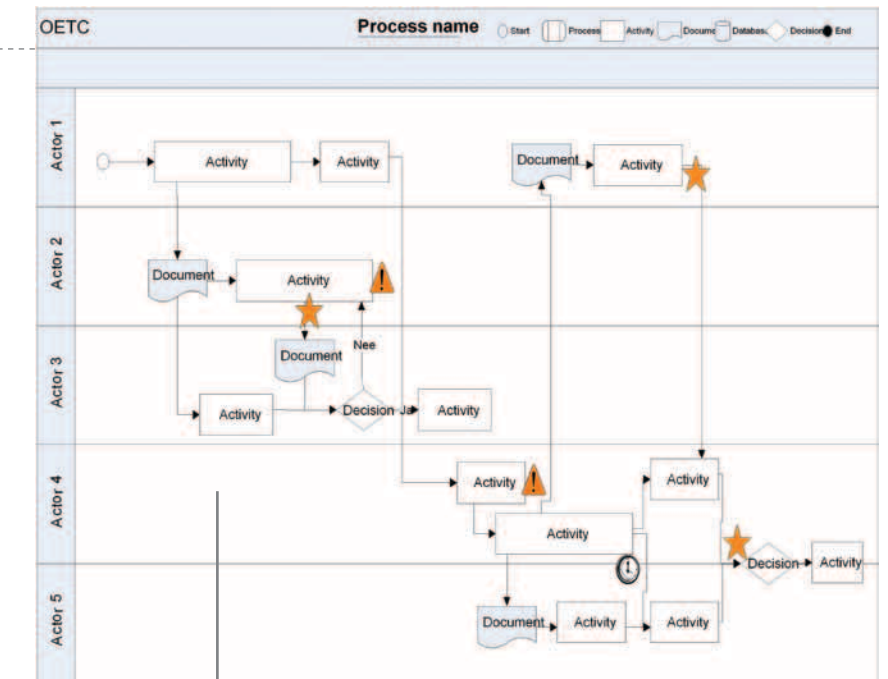 OETC
Process name
Start
Process
Activity
Docume
Databas
Decision
End
Actor 1
Activity
Activity
Document
Activity
Actor 2
Document
Activity
!
Actor 3
Document
Nee
Activity
Decision
Ja
Activity
Actor 4
Activity
!
Activity
Activity
Decision
Activity
Actor 5
Document
Activity
Activity